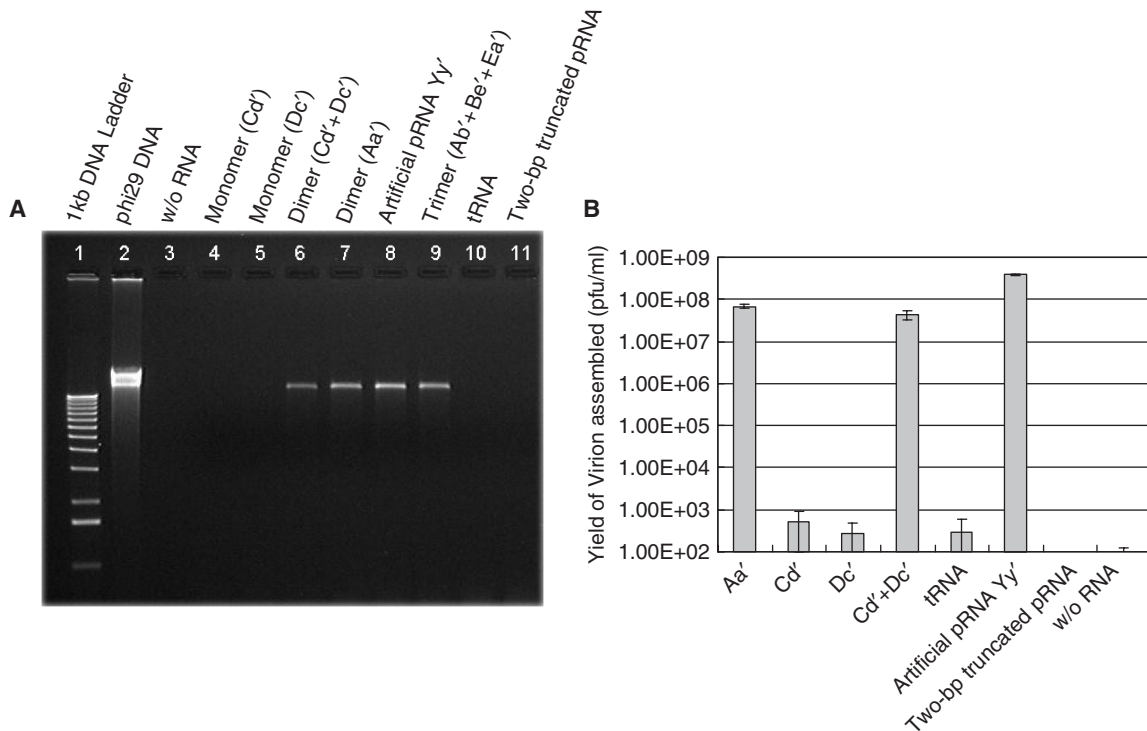 A
1kb DNA Ladder
phi29 DNA
w/o RNA
Monomer (Cd′)
Monomer (Dc′)
Dimer (Cd′+Dc′)
Dimer (Aa′)
Artificial pRNA Yy′
Trimer (Ab′+Be′+Ea′)
tRNA
Two-bp truncated pRNA
1 2 3 4 5 6 7 8 9 10 11
B
Yield of Virion assembled (pfu/ml)
1.00E+09
1.00E+08
1.00E+07
1.00E+06
1.00E+05
1.00E+04
1.00E+03
1.00E+02
Aa′
Cd′
Dc′
Cd′+Dc′
tRNA
Artificial pRNA Yy′
Two-bp truncated pRNA
w/o RNA